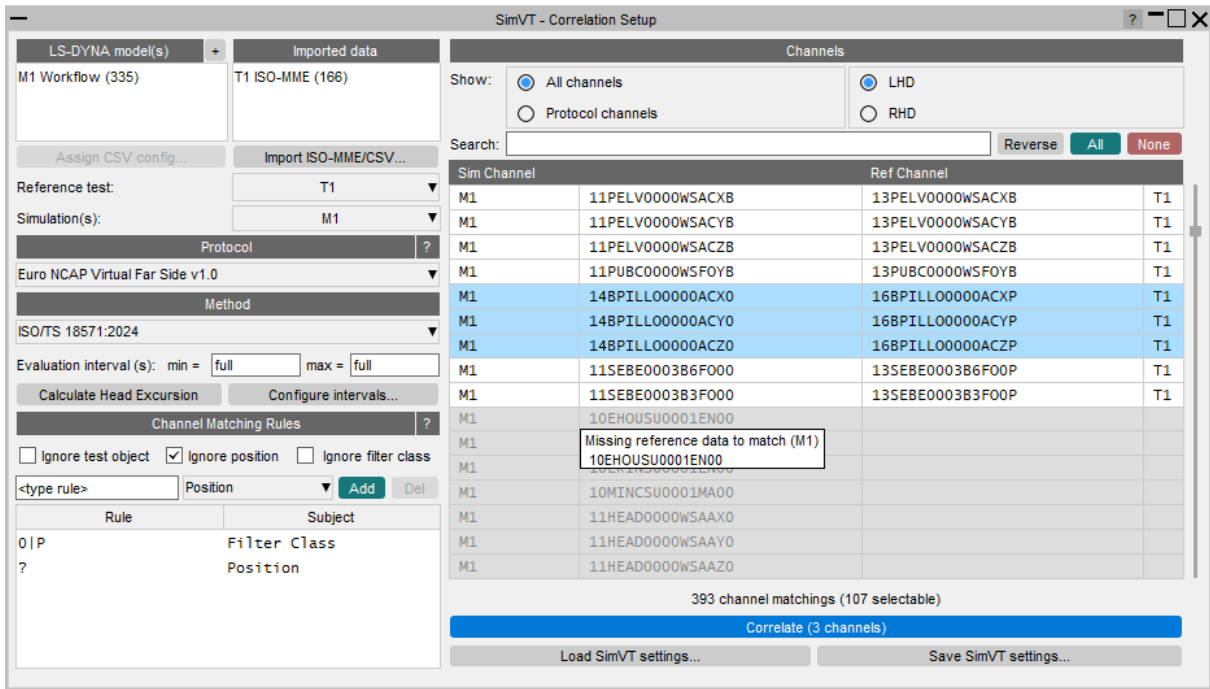 SimVT - Correlation Setup
?
LS-DYNA model(s) + Imported data
M1 Workflow (335)
T1 ISO-MME (166)
Assign CSV config...
Import ISO-MME/CSV...
Reference test: T1
Simulation(s): M1
Protocol ?
Euro NCAP Virtual Far Side v1.0
Method
ISO/TS 18571:2024
Evaluation interval (s): min = full max = full
Calculate Head Excursion
Configure intervals...
Channel Matching Rules ?
Ignore test object Ignore position Ignore filter class
<type rule> Position Add Del
Rule Subject
0|P Filter Class
? Position
Channels
Show: All channels LHD
Protocol channels RHD
Search: Reverse All None
Sim Channel Ref Channel
M1 11PELV0000WSACXB 13PELV0000WSACXB T1
M1 11PELV0000WSACYB 13PELV0000WSACYB T1
M1 11PELV0000WSACZB 13PELV0000WSACZB T1
M1 11PUBC0000WSFOYB 13PUBC0000WSFOYB T1
M1 14BPILLO0000ACX0 16BPILLO0000ACXP T1
M1 14BPILLO0000ACY0 16BPILLO0000ACYP T1
M1 14BPILLO0000ACZ0 16BPILLO0000ACZP T1
M1 11SEBE0003B6FO00 13SEBE0003B6FO0P T1
M1 11SEBE0003B3FO00 13SEBE0003B3FO0P T1
M1 10EHOUSU0001EN00
M1
Missing reference data to match (M1)
10EHOUSU0001EN00
M1
M1 10MINCSU0001MA00
M1 11HEAD0000WSAAX0
M1 11HEAD0000WSAAY0
M1 11HEAD0000WSAAZ0
393 channel matchings (107 selectable)
Correlate (3 channels)
Load SimVT settings...
Save SimVT settings...